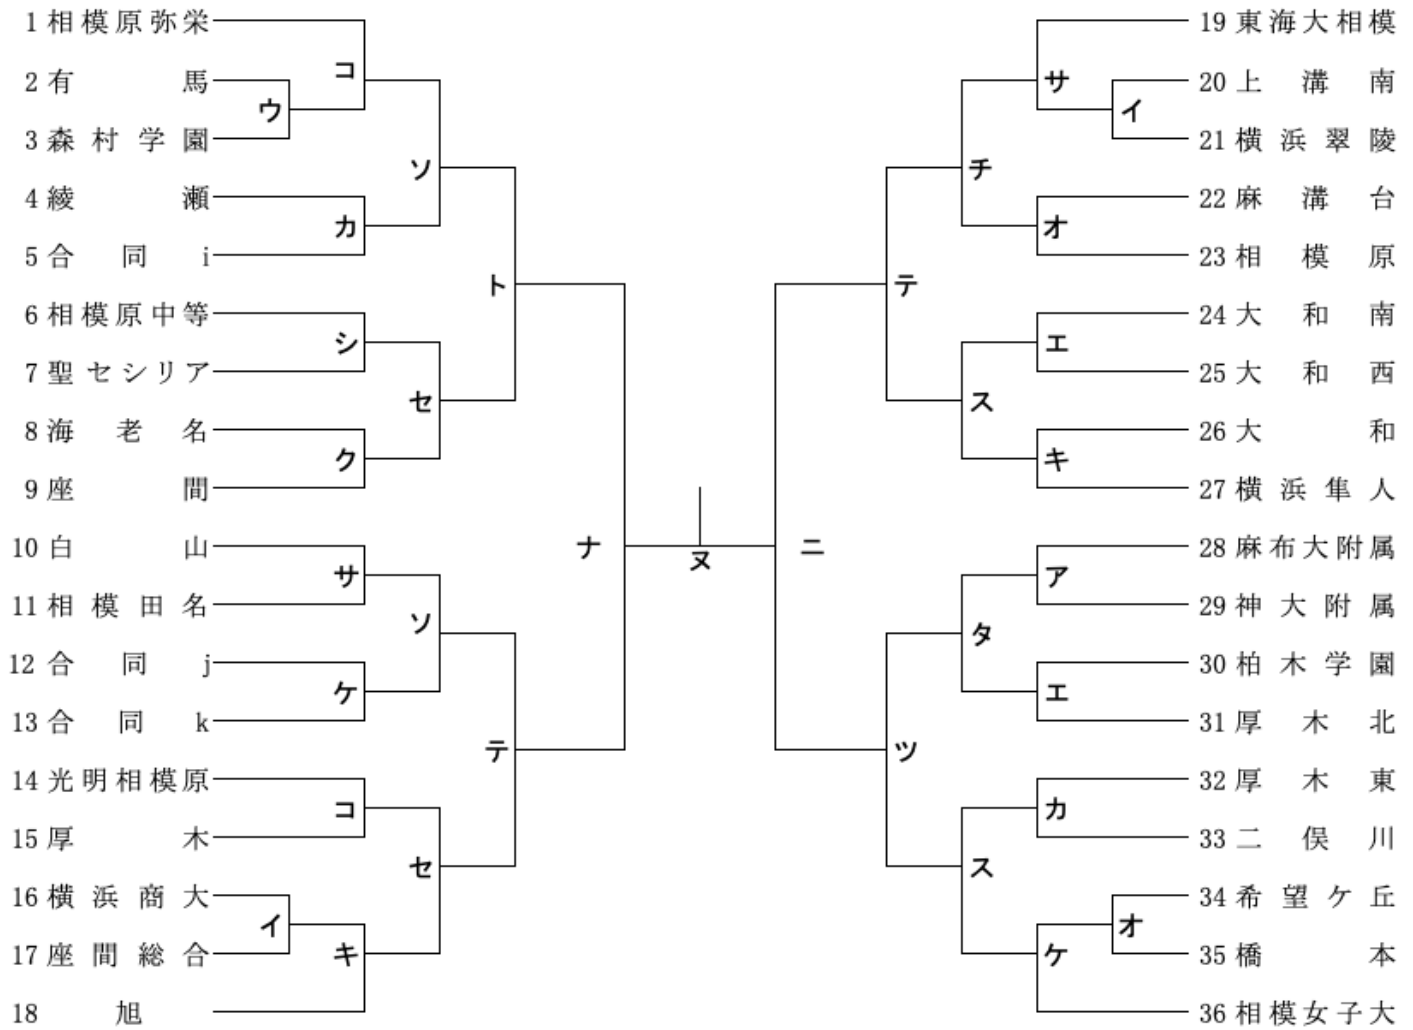 1 相模原弥栄
2 有馬
3 森村学園
4 綾瀬
5 合同i
6 相模原中等
7 聖セシリア
8 海老名
9 座間
10 白山
11 相模田名
12 合同j
13 合同k
14 光明相模原
15 厚木
16 横浜商大
17 座間総合
18 旭
コ
ウ
ソ
カ
ト
シ
セ
ク
サ
ソ
ケ
テ
コ
セ
イ
キ
ナ
ヌ
ニ
サ
イ
チ
オ
テ
エ
ス
キ
ア
タ
エ
ツ
カ
ス
オ
ケ
19 東海大相模
20 上溝南
21 横浜翠陵
22 麻溝台
23 相模原
24 大和南
25 大和西
26 大和
27 横浜隼人
28 麻布大附属
29 神大附属
30 柏木学園
31 厚木北
32 厚木東
33 二俣川
34 希望ケ丘
35 橋本
36 相模女子大